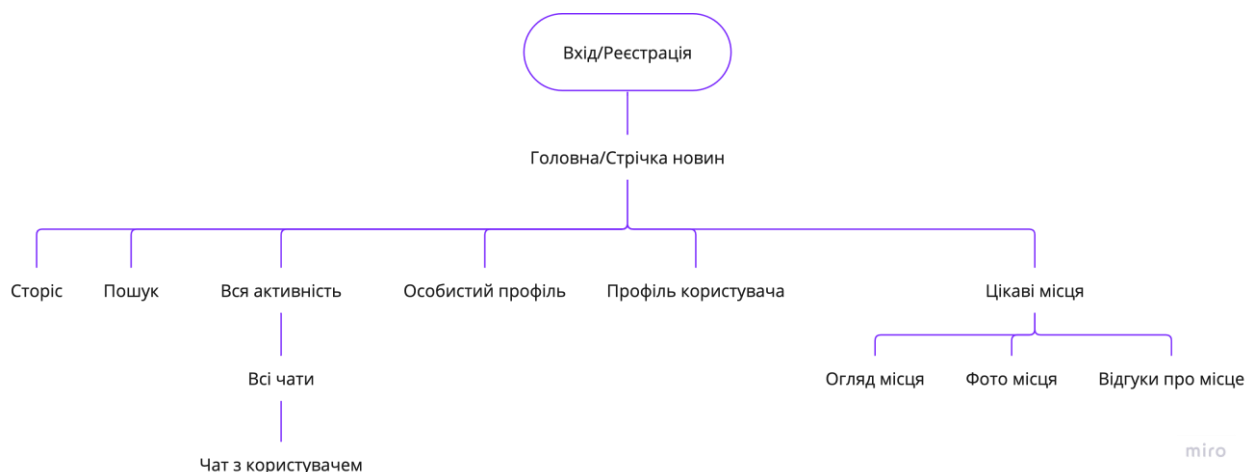 Вхід/Реєстрація
Головна/Стрічка новин
Сторіс
Пошук
Вся активність
Особистий профіль
Профіль користувача
Цікаві місця
Всі чати
Огляд місця
Фото місця
Відгуки про місце
Чат з користувачем
miro